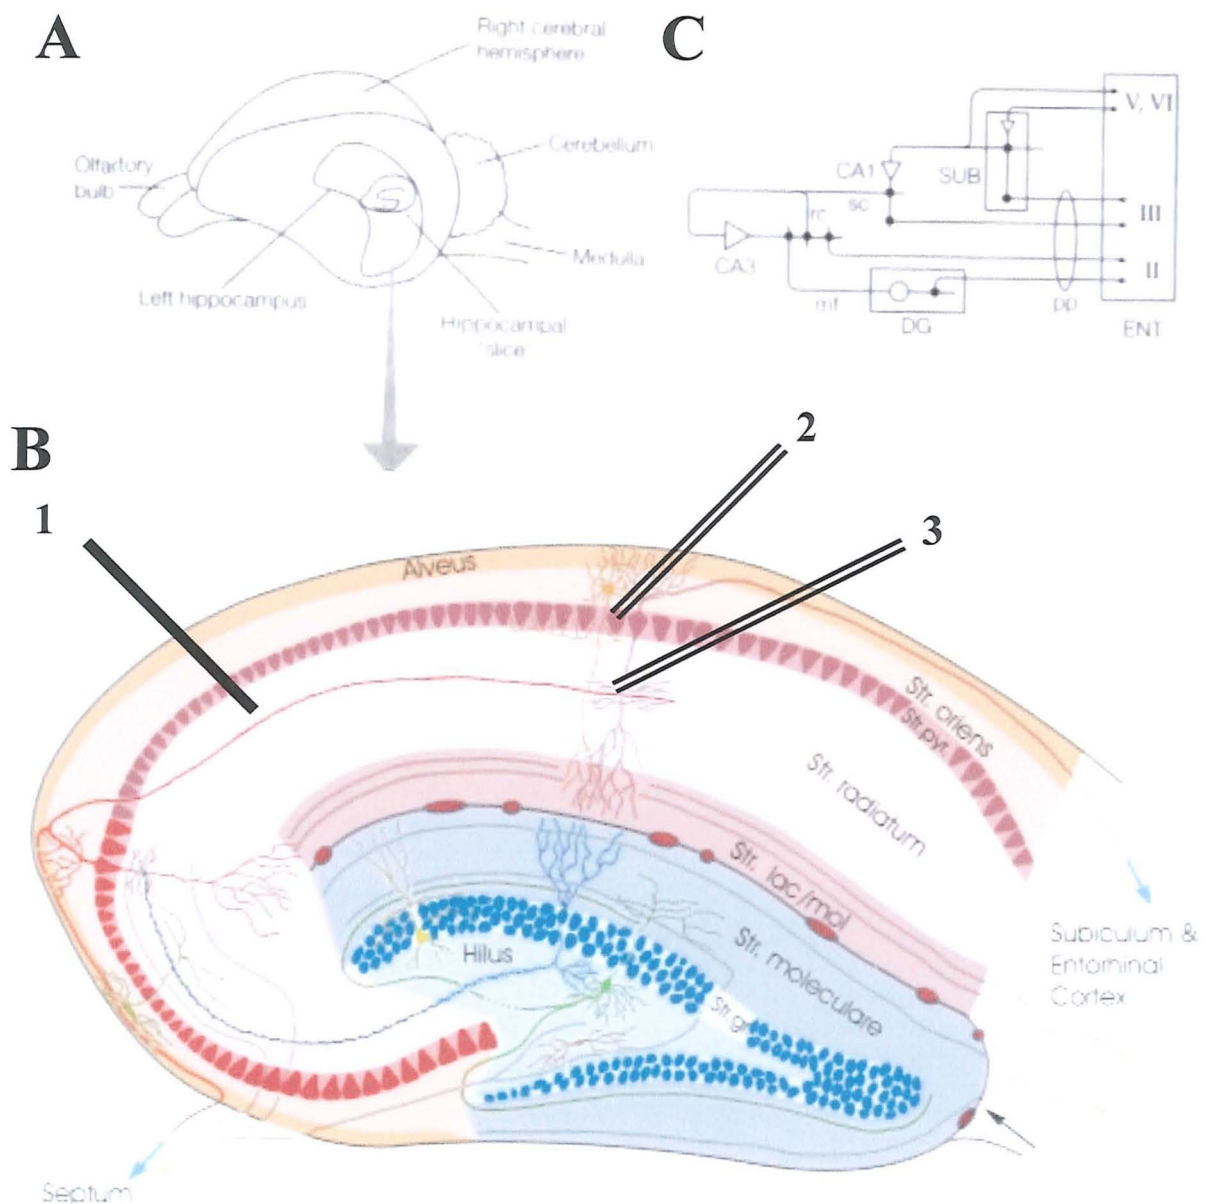 A
Right cerebral
hemisphere
Cerebellum
Olfartory
bulb
Medulla
Left hippocampus
Hippocampal
"slice"
C
V, VI
CA1
SUB
sc
rc
III
CA3
II
mf
DG
pp
ENT
B
1
2
3
Alveus
Str. oriens
Str.pyr.
Str. radiatum
Str. lac/mol
Hilus
Str. moleculare
Str.gr
Subiculum &
Entorhinal
Cortex
Septum